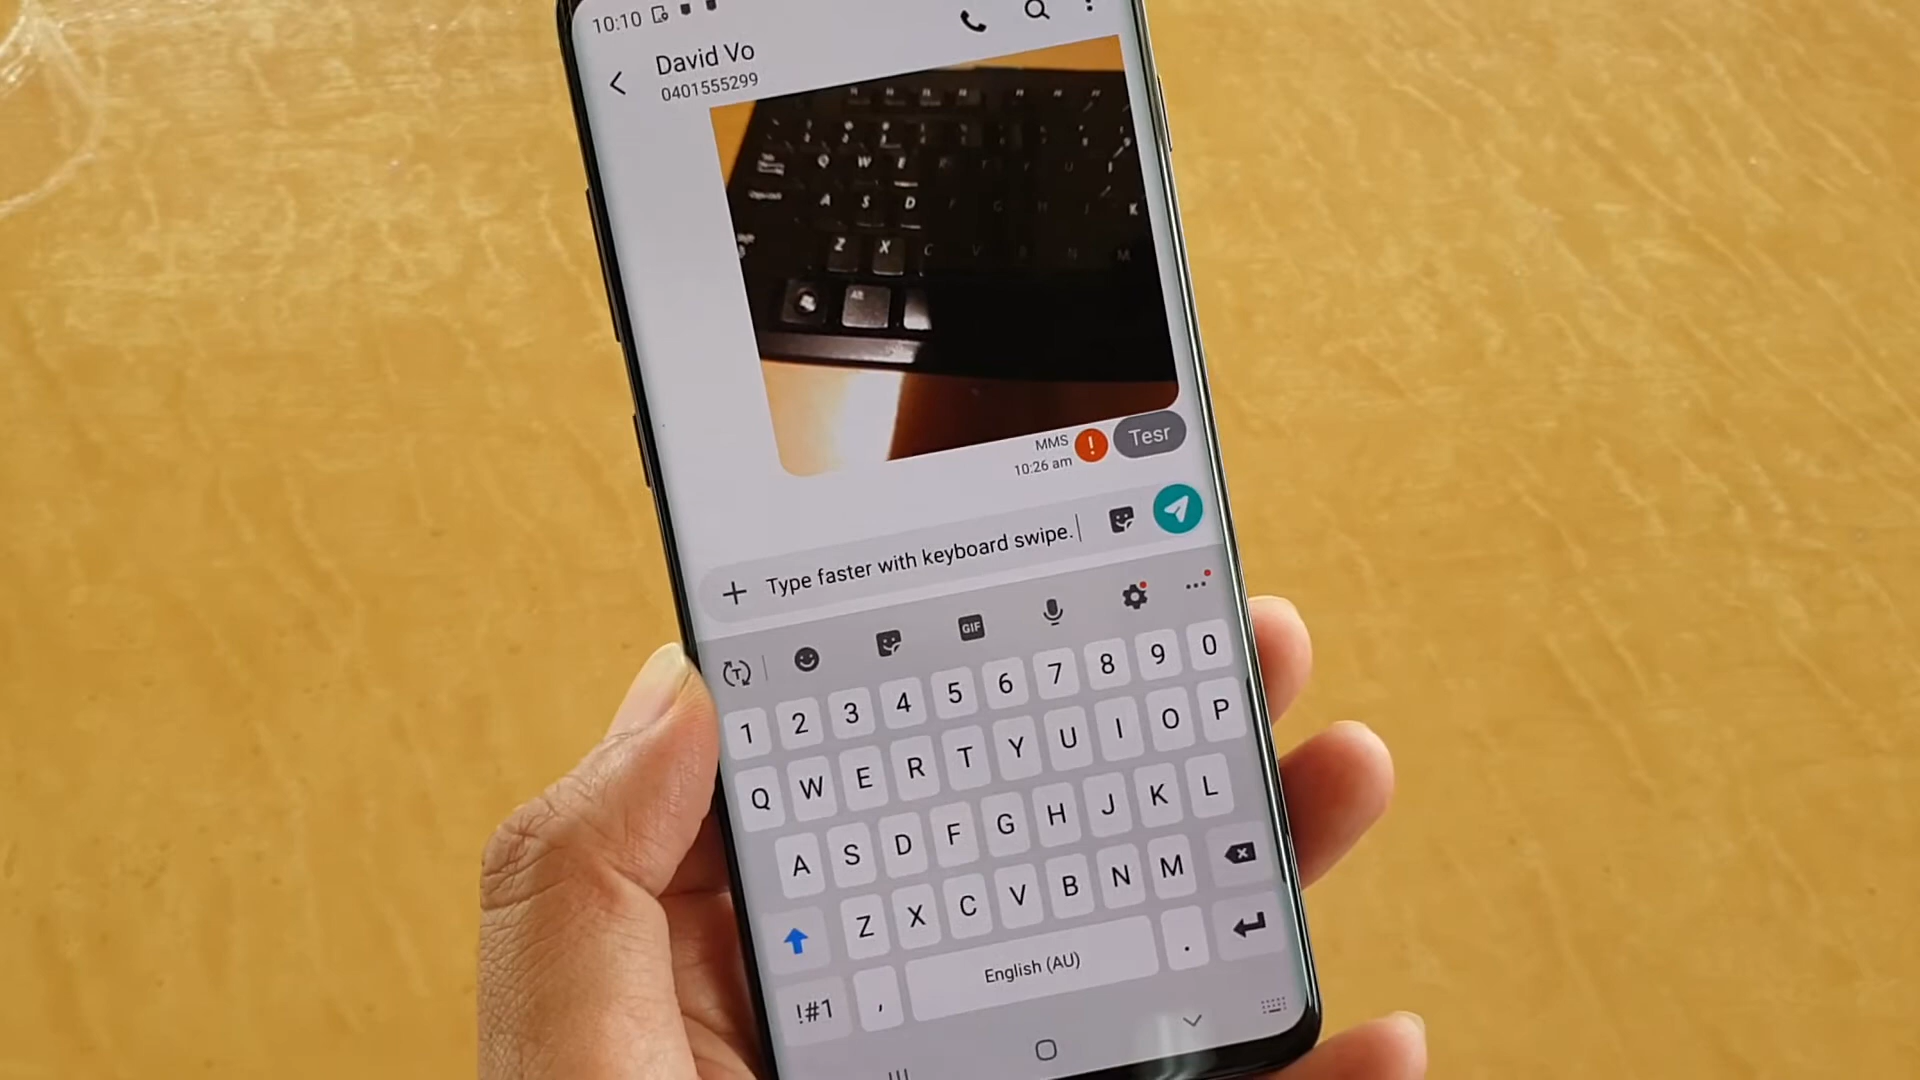 10:10
David Vo
0401555299
Q W E
A S D K
Z X C V B N M
Alt
MMS
10:26 am
!
Tesr
Type faster with keyboard swipe.
T
GIF
1 2 3 4 5 6 7 8 9 0
Q W E R T Y U I O P
A S D F G H J K L
Z X C V B N M
!#1 , English (AU) .